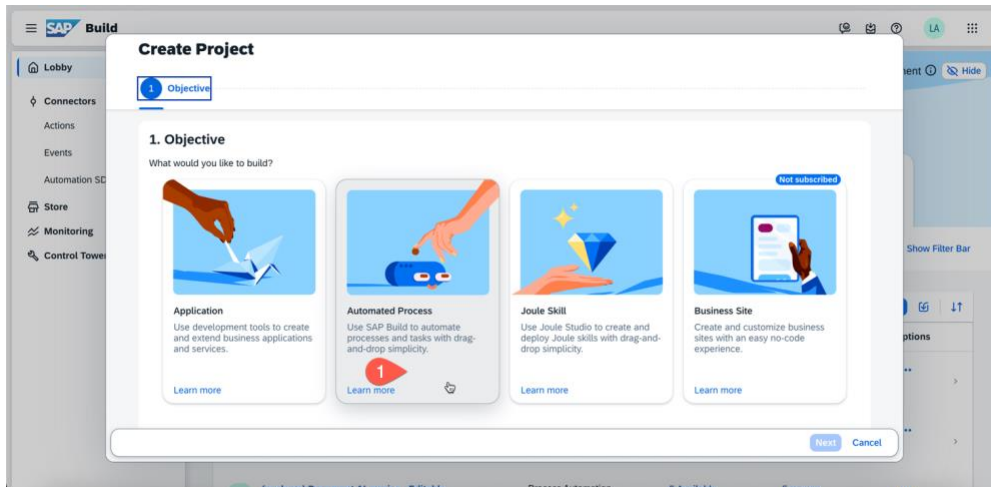 SAP Build
LA
Create Project
Lobby
ment
Hide
1 Objective
Connectors
Actions
1. Objective
Events
What would you like to build?
Automation SD
Not subscribed
Store
Monitoring
Control Tower
Show Filter Bar
Application
Automated Process
Joule Skill
Business Site
Use development tools to create
and extend business applications
and services.
Use SAP Build to automate
processes and tasks with drag-
and-drop simplicity.
Use Joule Studio to create and
deploy Joule skills with drag-and-
drop simplicity.
Create and customize business
sites with an easy no-code
experience.
ptions
1
Learn more
Learn more
Learn more
Learn more
Next
Cancel